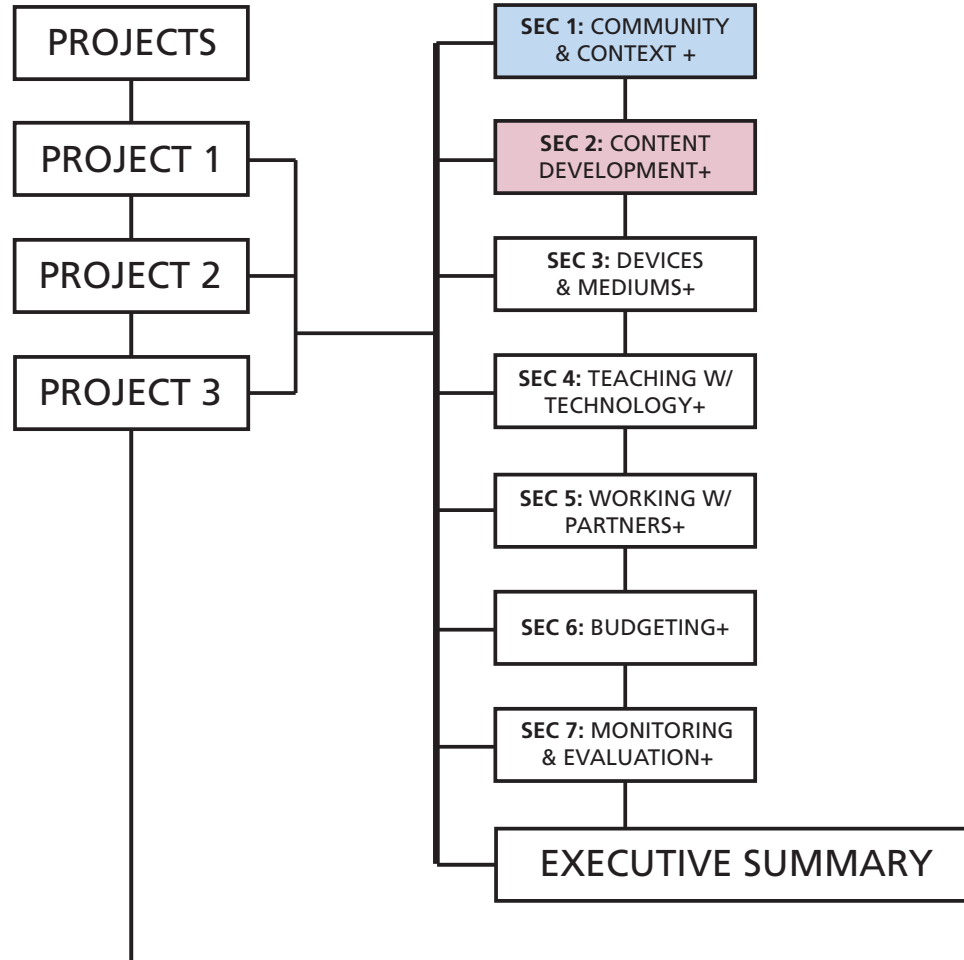 PROJECTS
PROJECT 1
PROJECT 2
PROJECT 3
SEC 1: COMMUNITY
& CONTEXT +
SEC 2: CONTENT
DEVELOPMENT+
SEC 3: DEVICES
& MEDIUMS+
SEC 4: TEACHING W/
TECHNOLOGY+
SEC 5: WORKING W/
PARTNERS+
SEC 6: BUDGETING+
SEC 7: MONITORING
& EVALUATION+
EXECUTIVE SUMMARY